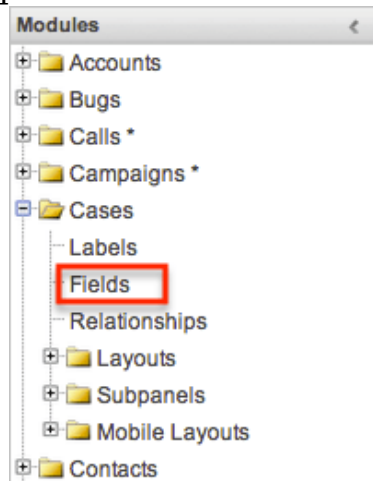 Modules
Accounts
Bugs
Calls *
Campaigns *
Cases
Labels
Fields
Relationships
Layouts
Subpanels
Mobile Layouts
Contacts